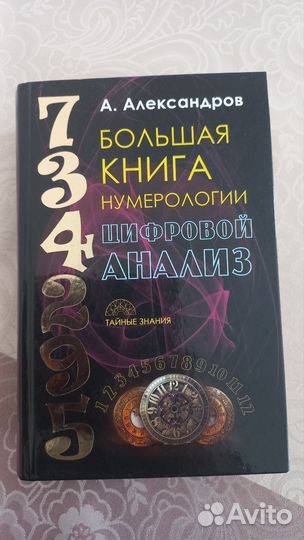 А. Александров
БОЛЬШАЯ
КНИГА
НУМЕРОЛОГИИ
ЦИФРОВОЙ
АНАЛИЗ
ТАЙНЫЕ ЗНАНИЯ
7
3
4
2
9
5
1 2 3 4 5 6 7 8 9 10 11 12
Avito